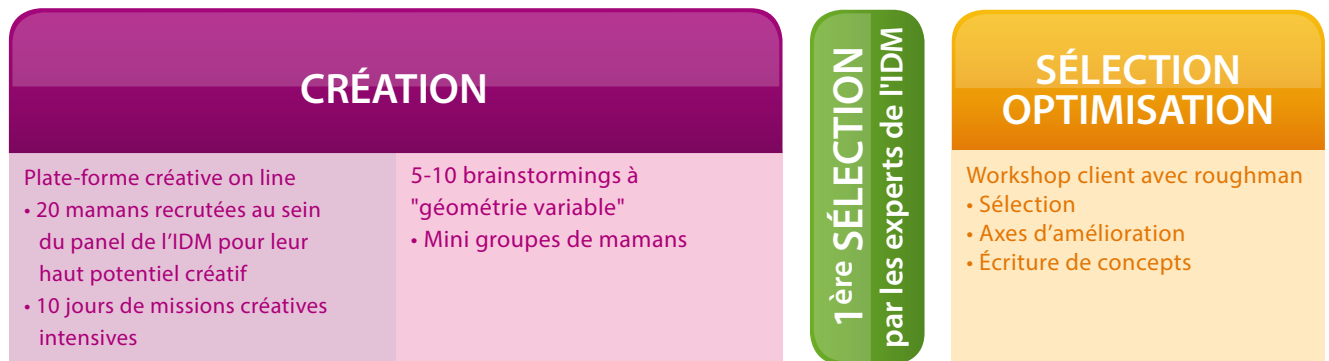 CRÉATION
Plate-forme créative on line
• 20 mamans recrutées au sein
du panel de l’IDM pour leur
haut potentiel créatif
• 10 jours de missions créatives
intensives
5-10 brainstormings à
"géométrie variable"
• Mini groupes de mamans
1ère SÉLECTION
par les experts de l'IDM
SÉLECTION
OPTIMISATION
Workshop client avec roughman
• Sélection
• Axes d’amélioration
• Écriture de concepts